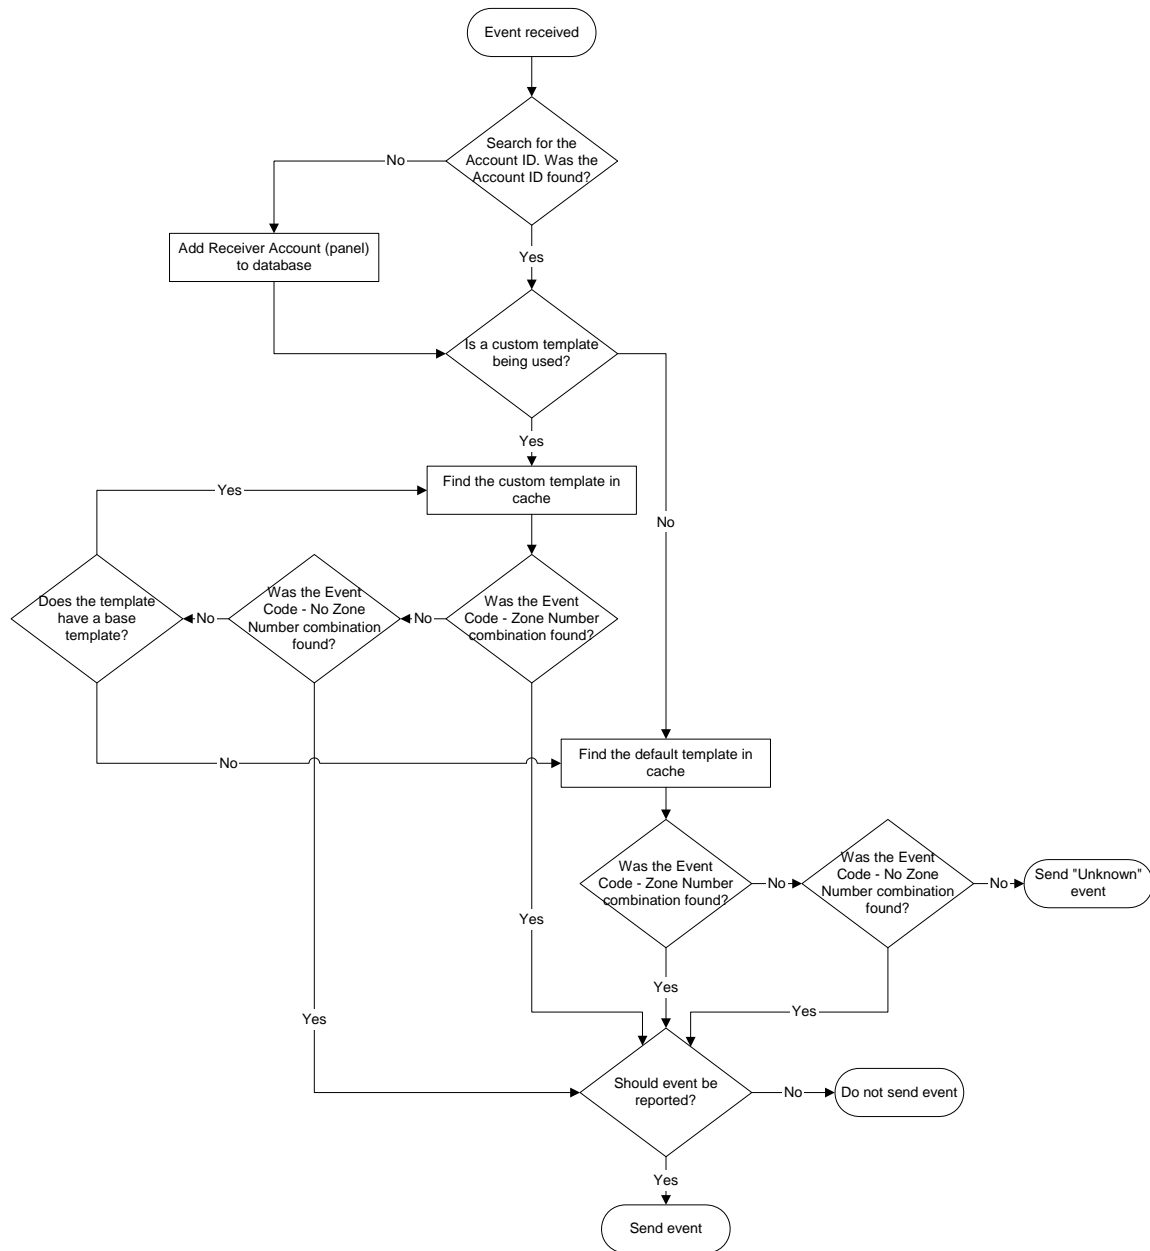 Event received
Search for the
Account ID. Was the
Account ID found?
No
Add Receiver Account (panel)
to database
Yes
Is a custom template
being used?
Yes
Find the custom template in
cache
Yes
No
Does the template
have a base
template?
No
Was the Event
Code - No Zone
Number combination
found?
No
Was the Event
Code - Zone Number
combination found?
Find the default template in
cache
No
Was the Event
Code - Zone Number
combination found?
No
Was the Event
Code - No Zone
Number combination
found?
No
Send "Unknown"
event
Yes
Yes
Yes
Yes
Should event be
reported?
No
Do not send event
Yes
Send event